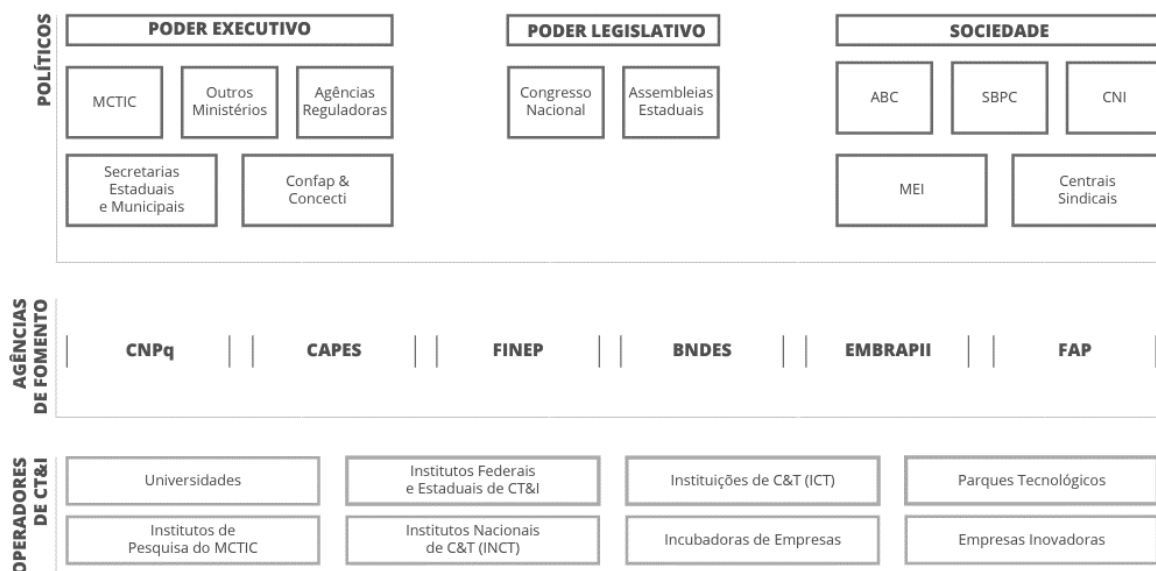 POLÍTICOS
PODER EXECUTIVO
MCTIC
Outros
Ministérios
Agências
Reguladoras
Secretarias
Estaduais
e Municipais
Confap &
Concecti
PODER LEGISLATIVO
Congresso
Nacional
Assembleias
Estaduais
SOCIEDADE
ABC
SBPC
CNI
MEI
Centrais
Sindicais
AGÊNCIAS
DE FOMENTO
CNPq
CAPES
FINEP
BNDES
EMBRAPII
FAP
OPERADORES
DE CT&I
Universidades
Institutos Federais
e Estaduais de CT&I
Instituições de C&T (ICT)
Parques Tecnológicos
Institutos de
Pesquisa do MCTIC
Institutos Nacionais
de C&T (INCT)
Incubadoras de Empresas
Empresas Inovadoras